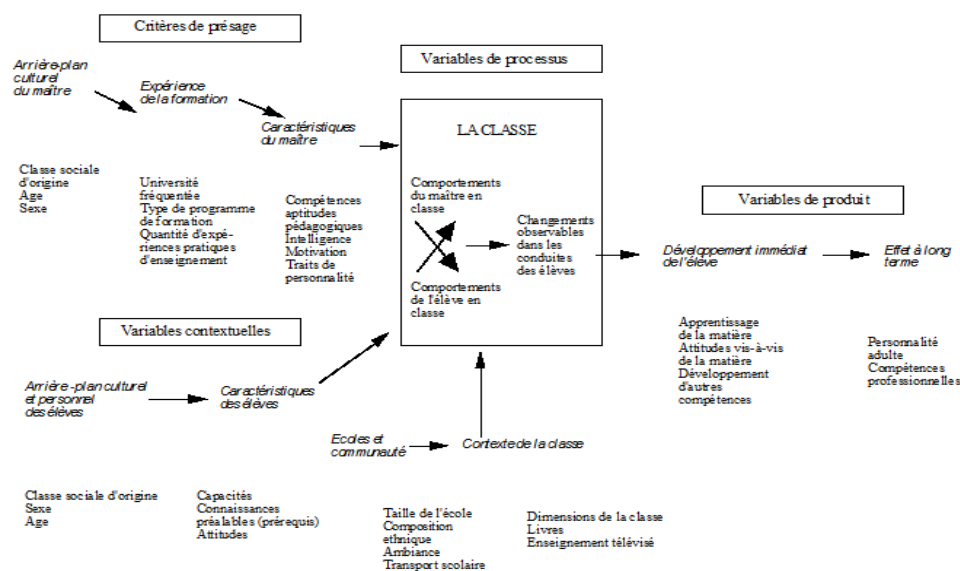 Critères de présage
Variables de processus
Arrière-plan
culturel
du maître
Expérience
de la formation
Caractéristiques
du maître
LA CLASSE
Classe sociale
d'origine
Age
Sexe
Université
fréquentée
Type de programme
de formation
Quantité d'expé-
riences pratiques
d'enseignement
Compétences
aptitudes
pédagogiques
Intelligence
Motivation
Traits de
personnalité
Comportements
du maître en
classe
Changements
observables
dans les
conduites
des élèves
Comportements
de l'élève en
classe
Variables de produit
Développement immédiat
de l'élève
Effet à long
terme
Apprentissage
de la matière
Attitudes vis-à-vis
de la matière
Développement
d'autres
compétences
Personnalité
adulte
Compétences
professionnelles
Variables contextuelles
Arrière-plan culturel
et personnel
des élèves
Caractéristiques
des élèves
Ecoles et
communauté
Contexte de la classe
Classe sociale d'origine
Sexe
Age
Capacités
Connaissances
préalables (prérequis)
Attitudes
Taille de l'école
Composition
ethnique
Ambiance
Transport scolaire
Dimensions de la classe
Livres
Enseignement télévisé